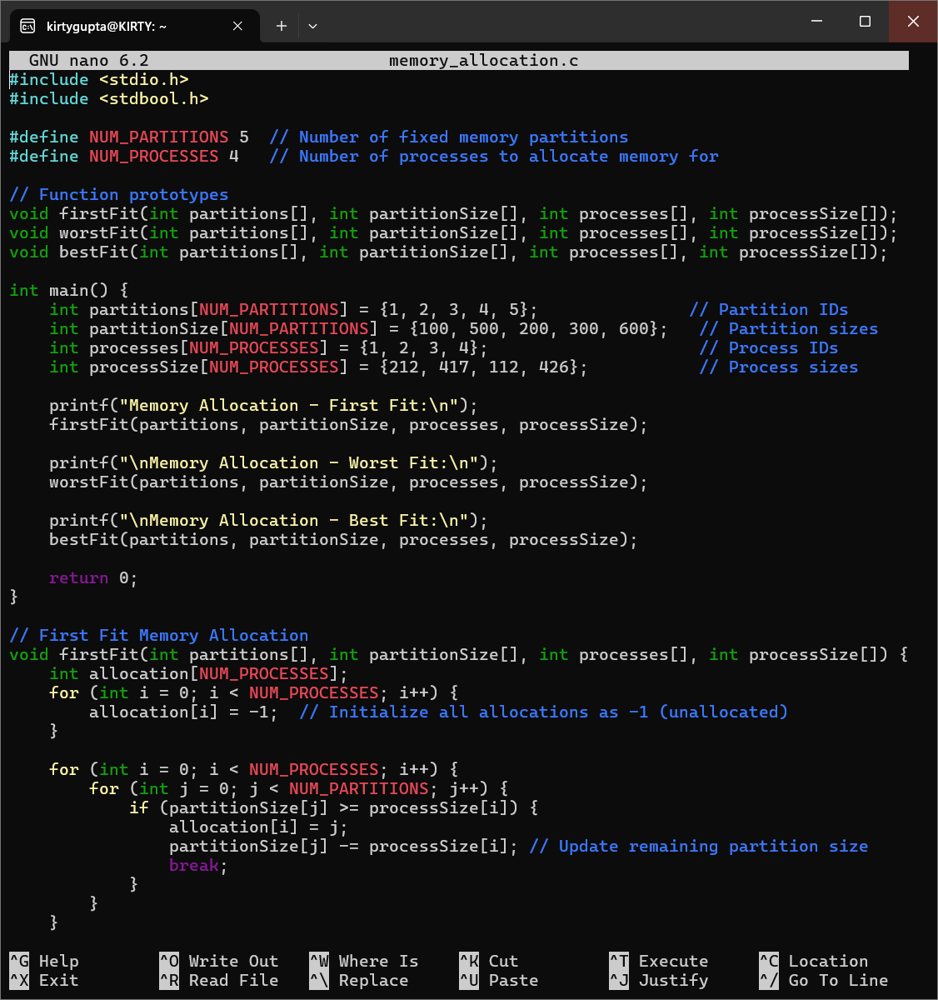 kirtygupta@KIRTY: ~
GNU nano 6.2 memory_allocation.c
#include <stdio.h>
#include <stdbool.h>

#define NUM_PARTITIONS 5  // Number of fixed memory partitions
#define NUM_PROCESSES 4   // Number of processes to allocate memory for

// Function prototypes
void firstFit(int partitions[], int partitionSize[], int processes[], int processSize[]);
void worstFit(int partitions[], int partitionSize[], int processes[], int processSize[]);
void bestFit(int partitions[], int partitionSize[], int processes[], int processSize[]);

int main() {
    int partitions[NUM_PARTITIONS] = {1, 2, 3, 4, 5};               // Partition IDs
    int partitionSize[NUM_PARTITIONS] = {100, 500, 200, 300, 600};   // Partition sizes
    int processes[NUM_PROCESSES] = {1, 2, 3, 4};                     // Process IDs
    int processSize[NUM_PROCESSES] = {212, 417, 112, 426};           // Process sizes

    printf("Memory Allocation - First Fit:\n");
    firstFit(partitions, partitionSize, processes, processSize);

    printf("\nMemory Allocation - Worst Fit:\n");
    worstFit(partitions, partitionSize, processes, processSize);

    printf("\nMemory Allocation - Best Fit:\n");
    bestFit(partitions, partitionSize, processes, processSize);

    return 0;
}

// First Fit Memory Allocation
void firstFit(int partitions[], int partitionSize[], int processes[], int processSize[]) {
    int allocation[NUM_PROCESSES];
    for (int i = 0; i < NUM_PROCESSES; i++) {
        allocation[i] = -1;  // Initialize all allocations as -1 (unallocated)
    }

    for (int i = 0; i < NUM_PROCESSES; i++) {
        for (int j = 0; j < NUM_PARTITIONS; j++) {
            if (partitionSize[j] >= processSize[i]) {
                allocation[i] = j;
                partitionSize[j] -= processSize[i]; // Update remaining partition size
                break;
            }
        }
    }

^G Help ^O Write Out ^W Where Is ^K Cut ^T Execute ^C Location
^X Exit ^R Read File ^\ Replace ^U Paste ^J Justify ^/ Go To Line